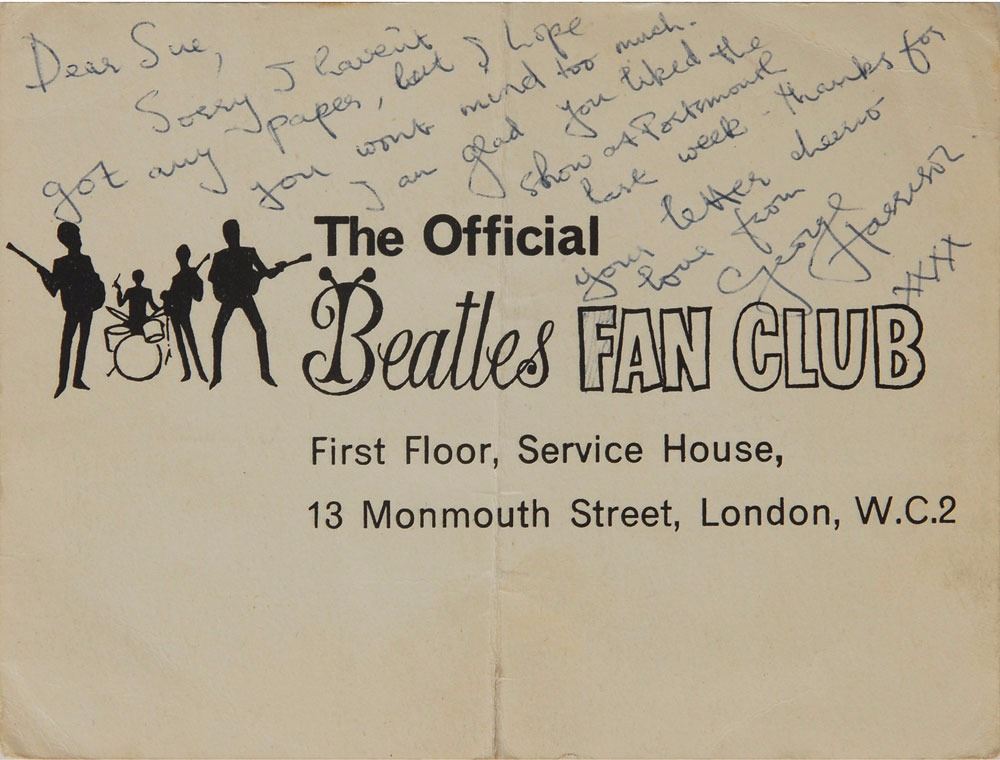 Dear Sue,
Sorry I haven't
got any paper, but I hope
you wont mind too much.
I am glad you liked the
show at Portsmouth
last week - thanks for
your letter cheerio
love from
George Harrison.
XXXX
The Official
Beatles FAN CLUB
First Floor, Service House,
13 Monmouth Street, London, W.C.2